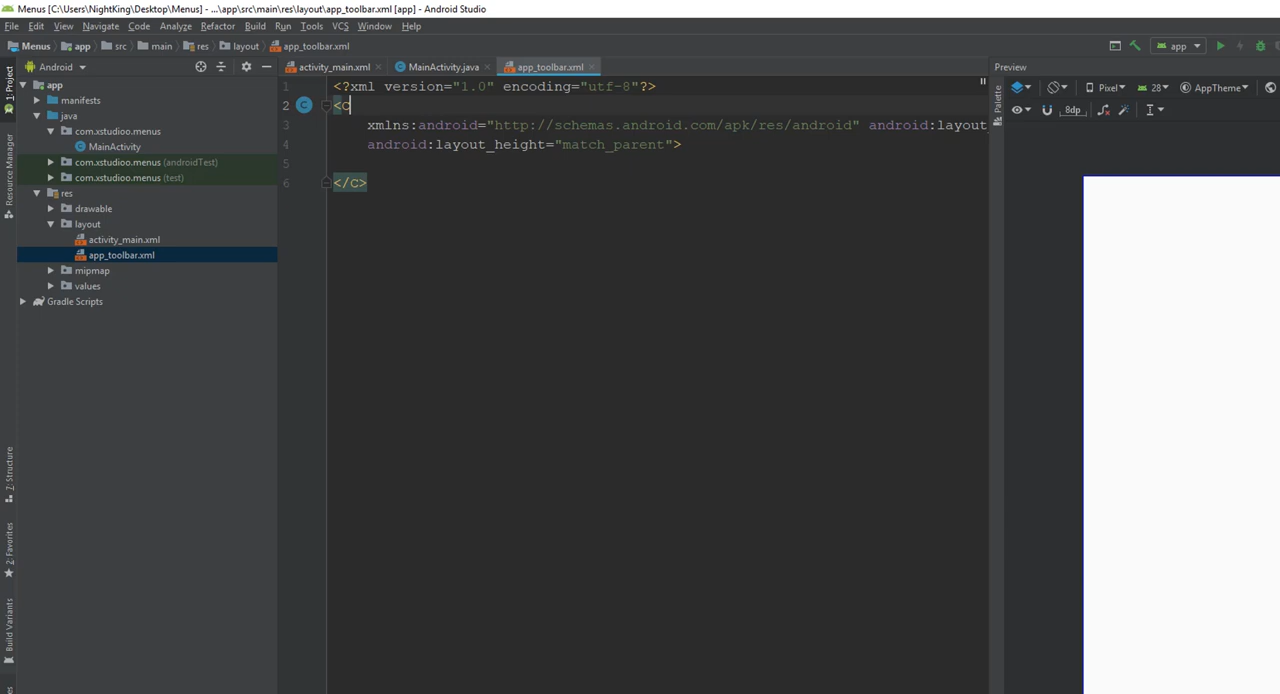 Menus [C:\Users\NightKing\Desktop\Menus] - ...\app\src\main\res\layout\app_toolbar.xml [app] - Android Studio
File Edit View Navigate Code Analyze Refactor Build Run Tools VCS Window Help
Menus app src main res layout app_toolbar.xml app
Android activity_main.xml MainActivity.java app_toolbar.xml Preview
1: Project
Resource Manager
Z: Structure
2: Favorites
Build Variants
app
manifests
java
com.xstudioo.menus
MainActivity
com.xstudioo.menus (androidTest)
com.xstudioo.menus (test)
res
drawable
layout
activity_main.xml
app_toolbar.xml
mipmap
values
Gradle Scripts
1 <?xml version="1.0" encoding="utf-8"?>
2 <C
3 xmlns:android="http://schemas.android.com/apk/res/android" android:layout
4 android:layout_height="match_parent">
5
6 </C>
Palette
Pixel 28 AppTheme
8dp